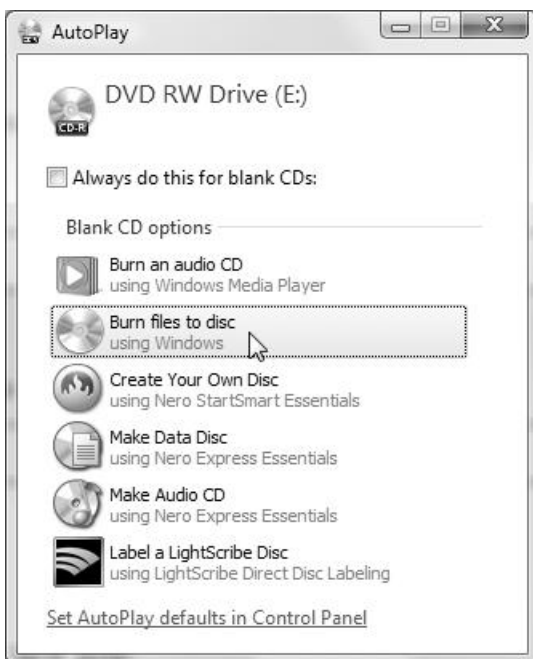 AutoPlay
DVD RW Drive (E:)
CD-R
Always do this for blank CDs:
Blank CD options
Burn an audio CD
using Windows Media Player
Burn files to disc
using Windows
Create Your Own Disc
using Nero StartSmart Essentials
Make Data Disc
using Nero Express Essentials
Make Audio CD
using Nero Express Essentials
Label a LightScribe Disc
using LightScribe Direct Disc Labeling
Set AutoPlay defaults in Control Panel